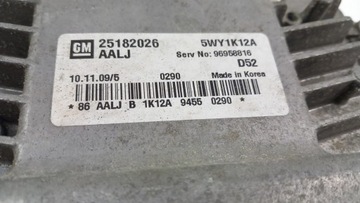 GM 25182026 5WY1K12A
AALJ Serv No: 96958816
D52
10.11.09/5 0290 Made in Korea
* 86 AALJ B 1K12A 9455 0290 *